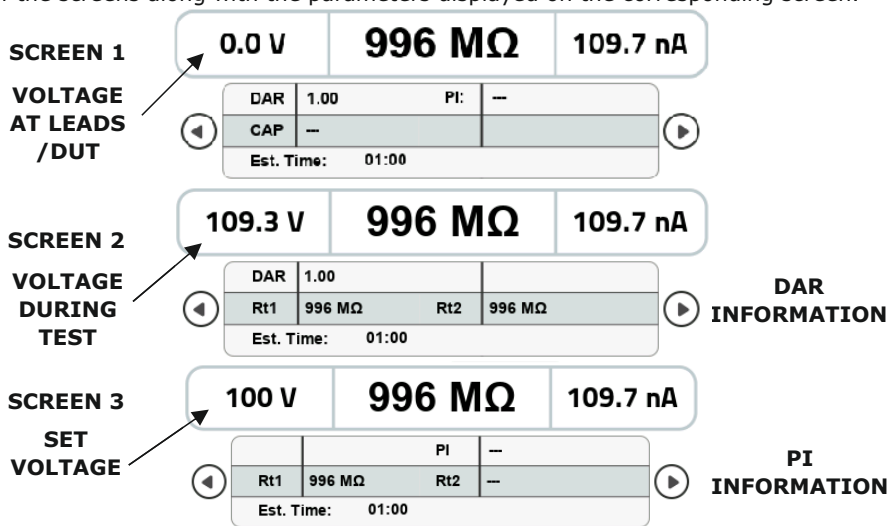 of the screens along with the parameters displayed on the corresponding screen.
SCREEN 1
VOLTAGE
AT LEADS
/DUT
0.0 V 996 MΩ 109.7 nA
DAR 1.00 PI: ---
CAP ---
Est. Time: 01:00
SCREEN 2
VOLTAGE
DURING
TEST
109.3 V 996 MΩ 109.7 nA
DAR 1.00
Rt1 996 MΩ Rt2 996 MΩ
Est. Time: 01:00
DAR
INFORMATION
SCREEN 3
SET
VOLTAGE
100 V 996 MΩ 109.7 nA
PI ---
Rt1 996 MΩ Rt2 ---
Est. Time: 01:00
PI
INFORMATION